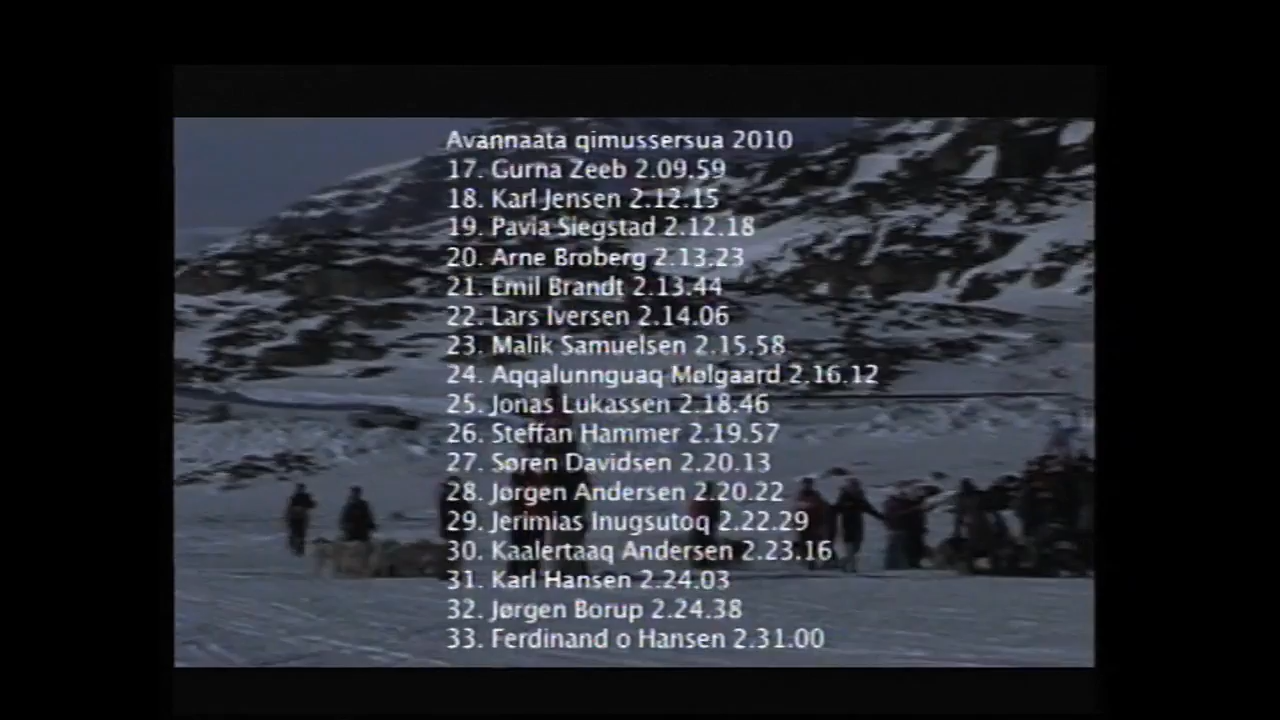 Avannaata qimussersua 2010
17. Gurna Zeeb 2.09.59
18. Karl Jensen 2.12.15
19. Pavia Siegstad 2.12.18
20. Arne Broberg 2.13.23
21. Emil Brandt 2.13.44
22. Lars Iversen 2.14.06
23. Malik Samuelsen 2.15.58
24. Aqqalunnguaq Mølgaard 2.16.12
25. Jonas Lukassen 2.18.46
26. Steffan Hammer 2.19.57
27. Søren Davidsen 2.20.13
28. Jørgen Andersen 2.20.22
29. Jerimias Inugsutoq 2.22.29
30. Kaalertaaq Andersen 2.23.16
31. Karl Hansen 2.24.03
32. Jørgen Borup 2.24.38
33. Ferdinand o Hansen 2.31.00